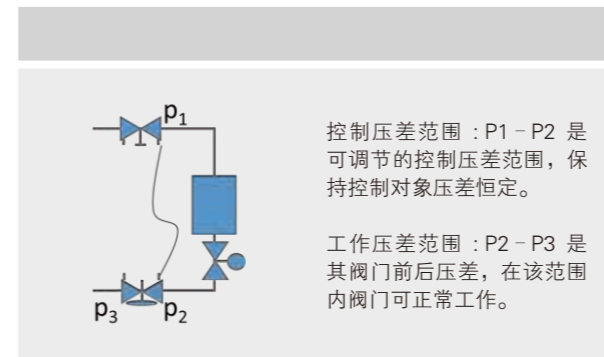 p₁
控制压差范围：P1–P2 是
可调节的控制压差范围，保
持控制对象压差恒定。
工作压差范围：P2–P3 是
其阀门前后压差，在该范围
内阀门可正常工作。
p₃ p₂